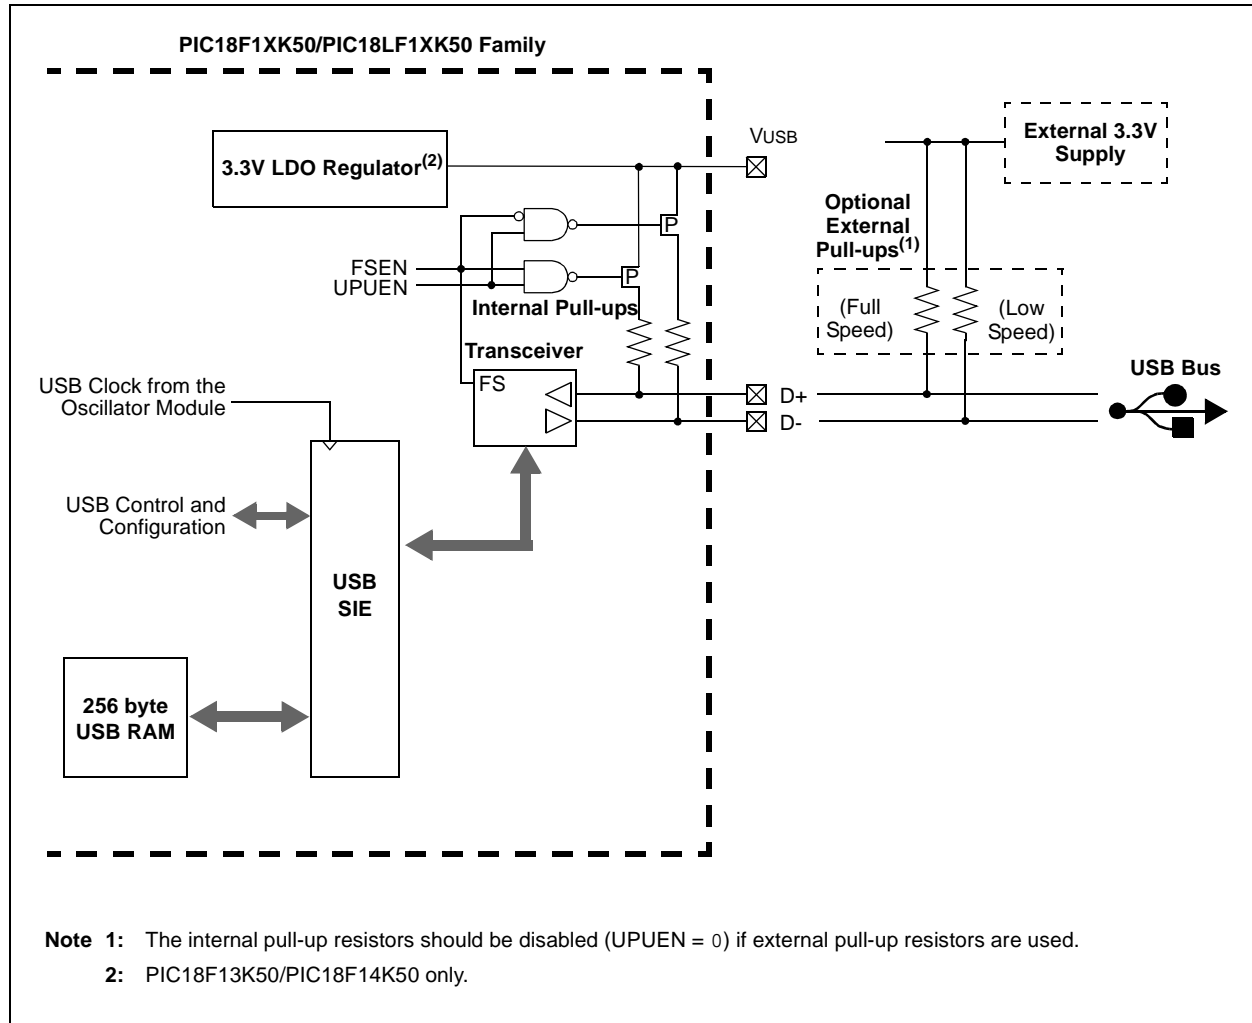 PIC18F1XK50/PIC18LF1XK50 Family
3.3V LDO Regulator(2)
VUSB
External 3.3V
Supply
Optional
External
Pull-ups(1)
P
P
FSEN
UPUEN
Internal Pull-ups
(Full
Speed)
(Low
Speed)
Transceiver
FS
USB Clock from the
Oscillator Module
D+
D-
USB Bus
USB Control and
Configuration
USB
SIE
256 byte
USB RAM
Note 1: The internal pull-up resistors should be disabled (UPUEN = 0) if external pull-up resistors are used.
2: PIC18F13K50/PIC18F14K50 only.